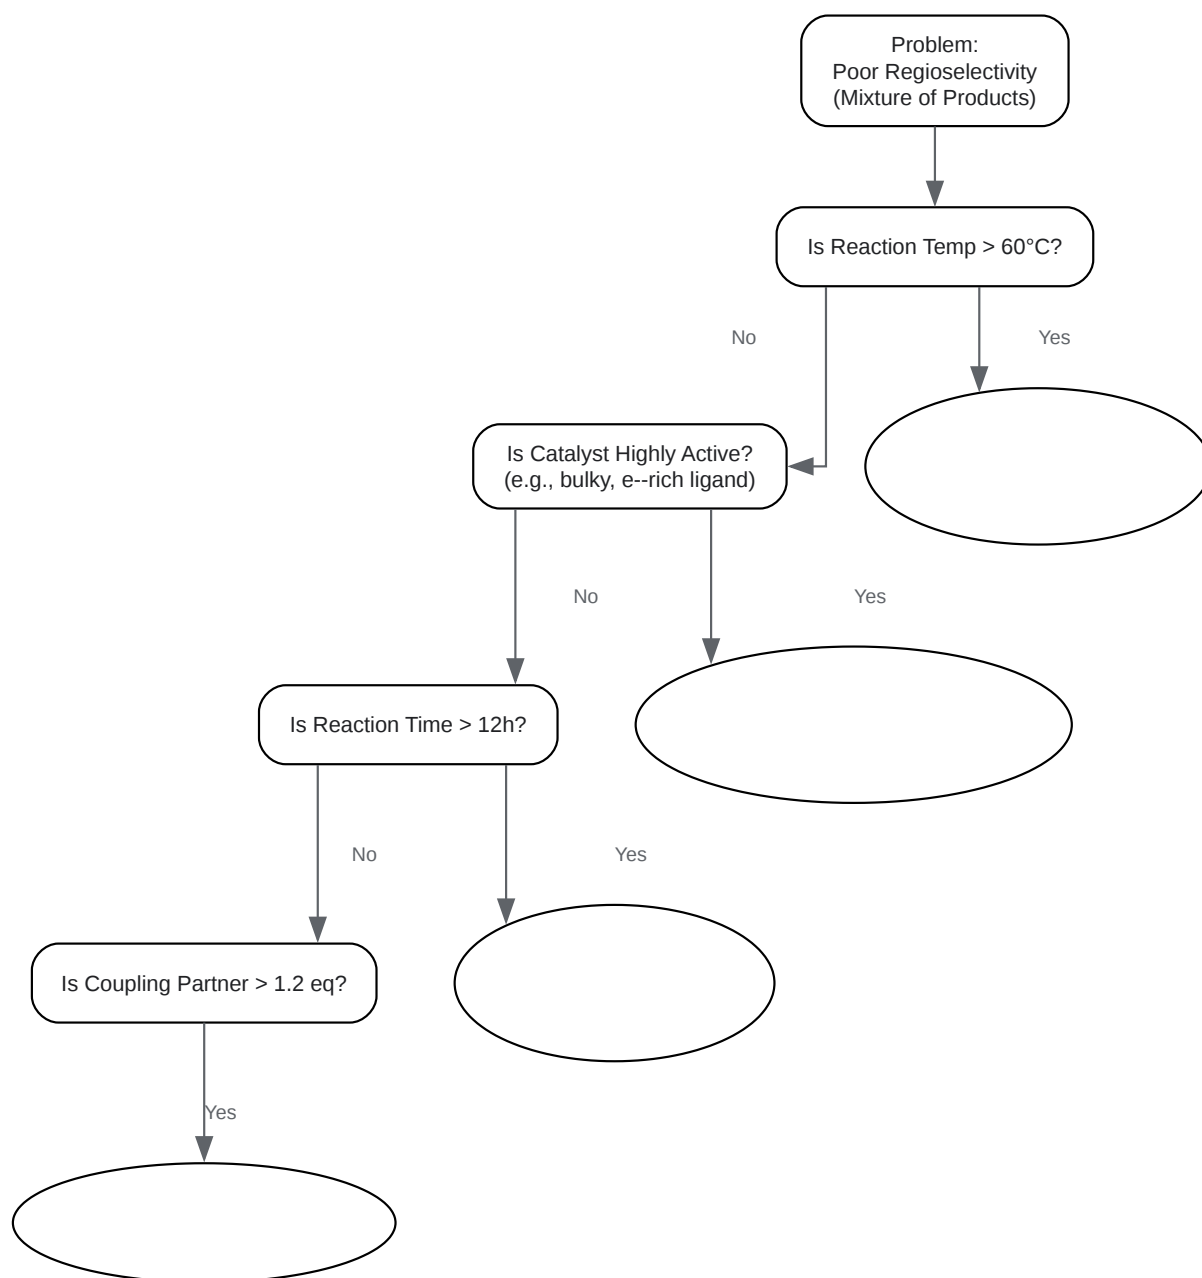 Problem:
Poor Regioselectivity
(Mixture of Products)
Is Reaction Temp > 60°C?
No
Yes
Is Catalyst Highly Active?
(e.g., bulky, e--rich ligand)
No
Yes
Is Reaction Time > 12h?
No
Yes
Is Coupling Partner > 1.2 eq?
Yes